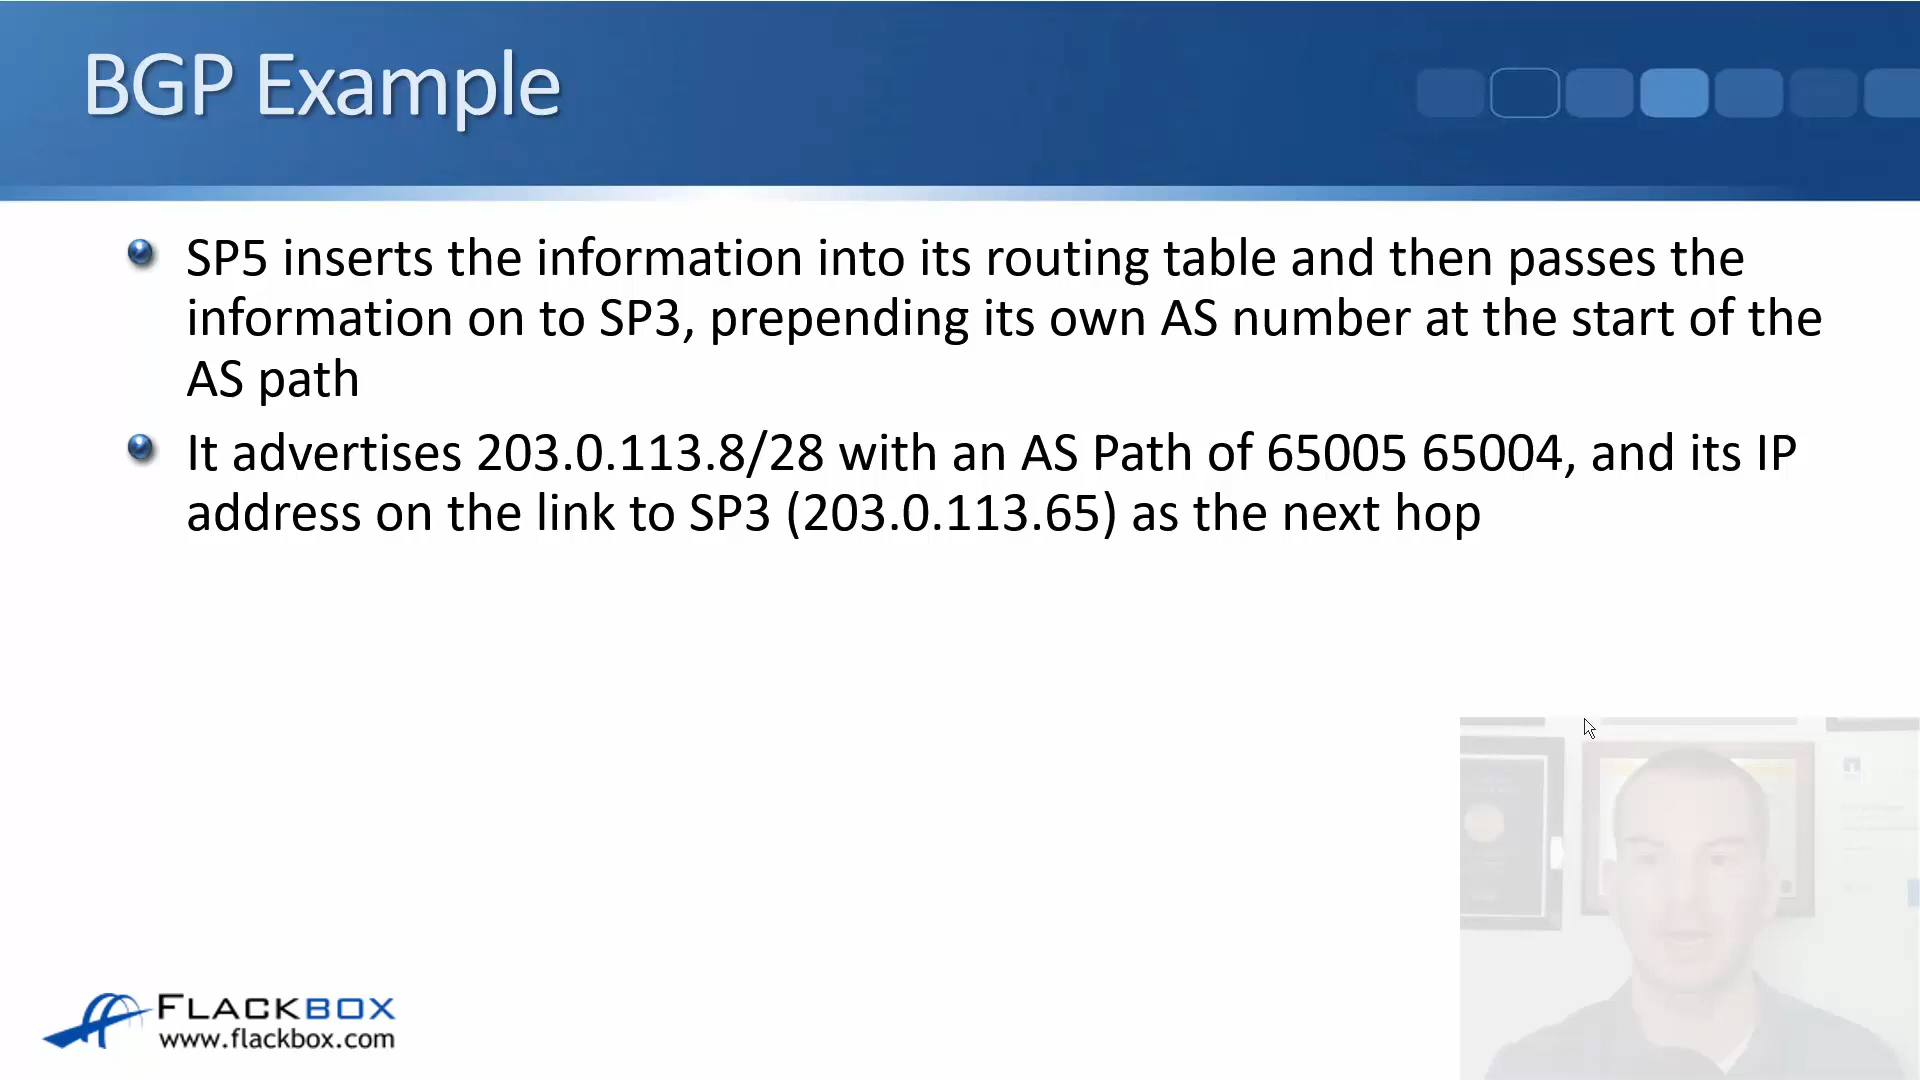 BGP Example
SP5 inserts the information into its routing table and then passes the
information on to SP3, prepending its own AS number at the start of the
AS path
It advertises 203.0.113.8/28 with an AS Path of 65005 65004, and its IP
address on the link to SP3 (203.0.113.65) as the next hop
FLACKBOX
www.flackbox.com